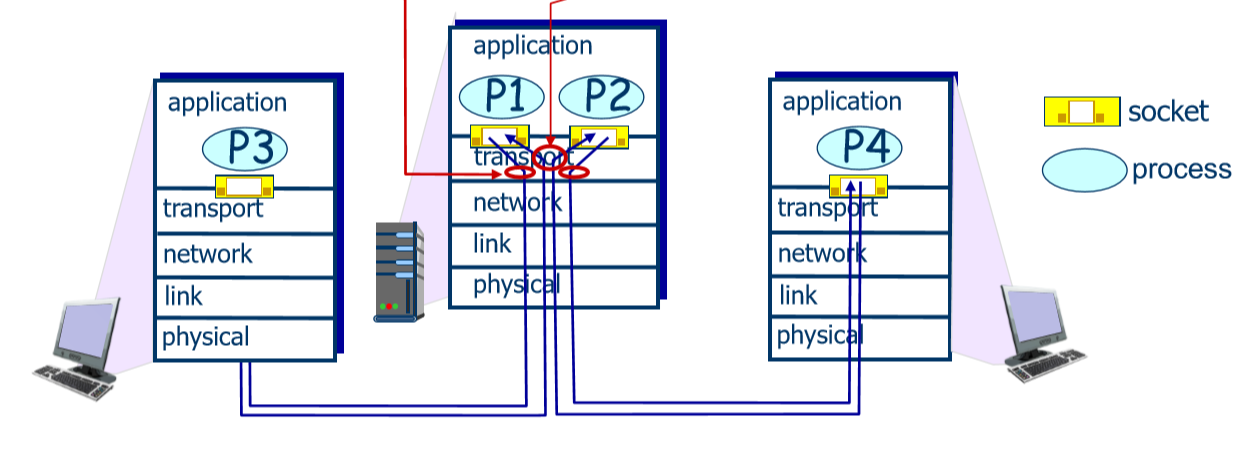 application
P3
transport
network
link
physical
application
P1 P2
transport
network
link
physical
application
P4
transport
network
link
physical
socket
process